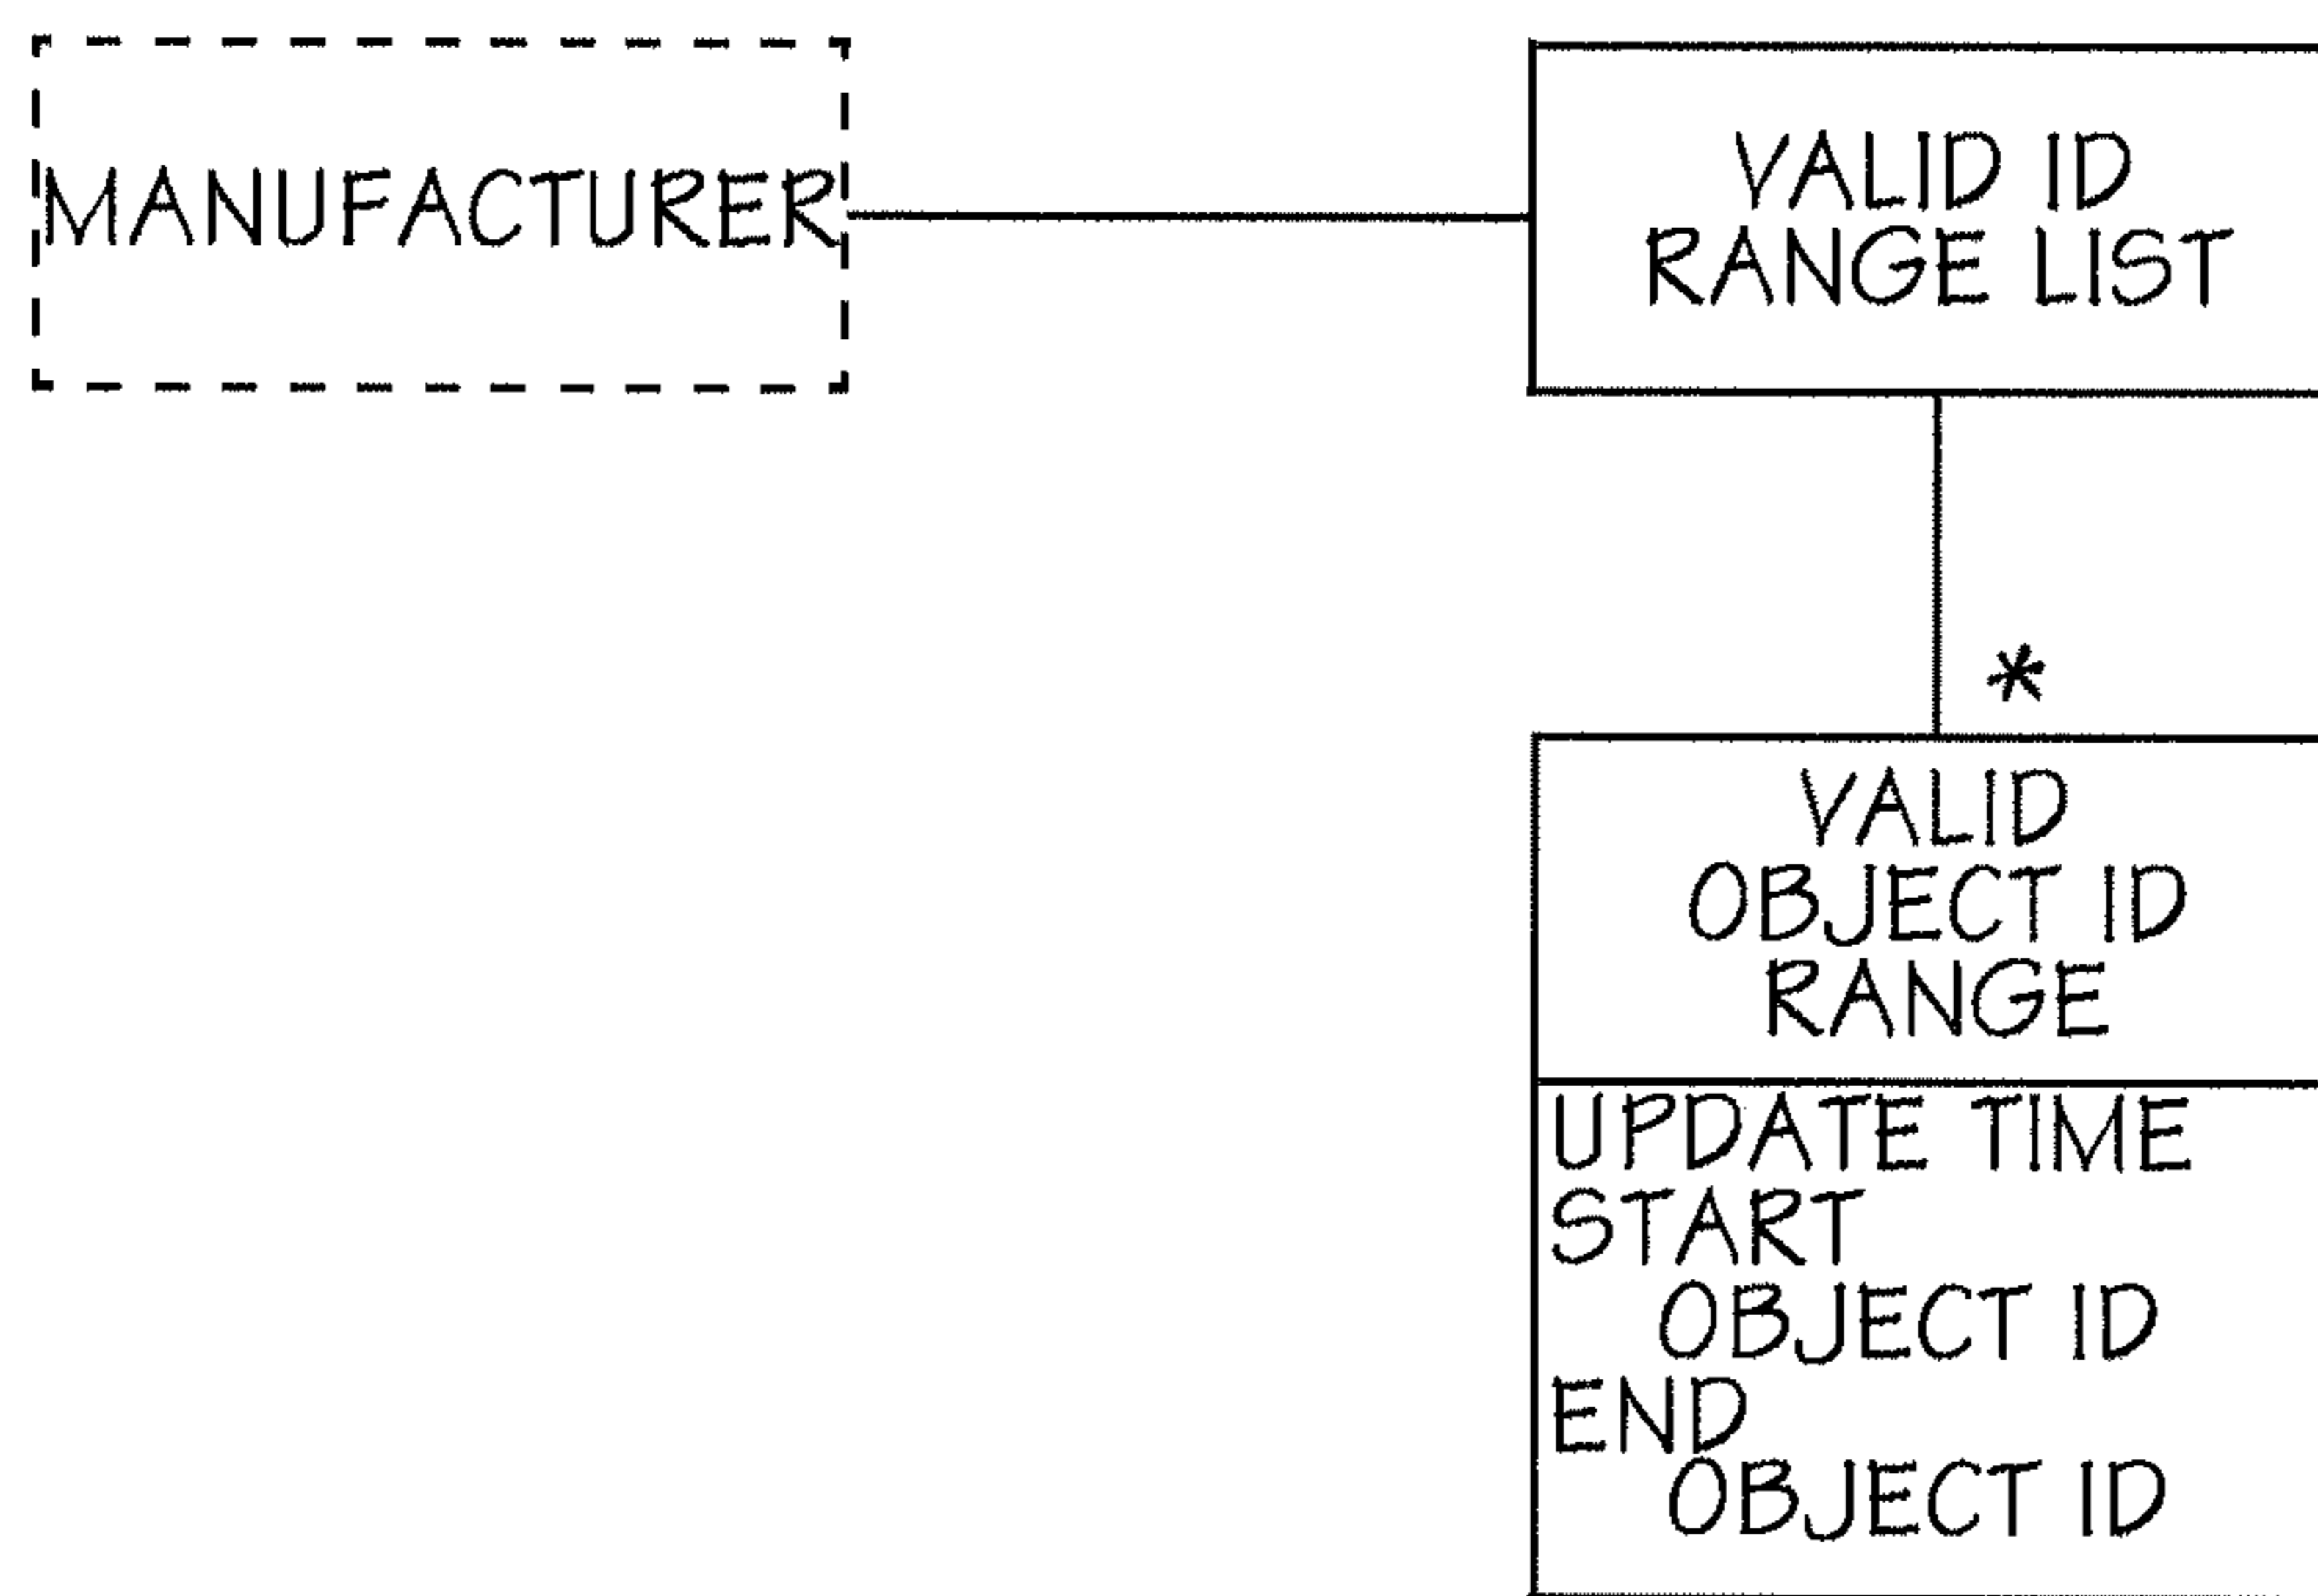 MANUFACTURER
VALID ID
RANGE LIST
*
VALID
OBJECT ID
RANGE
UPDATE TIME
START
OBJECT ID
END
OBJECT ID